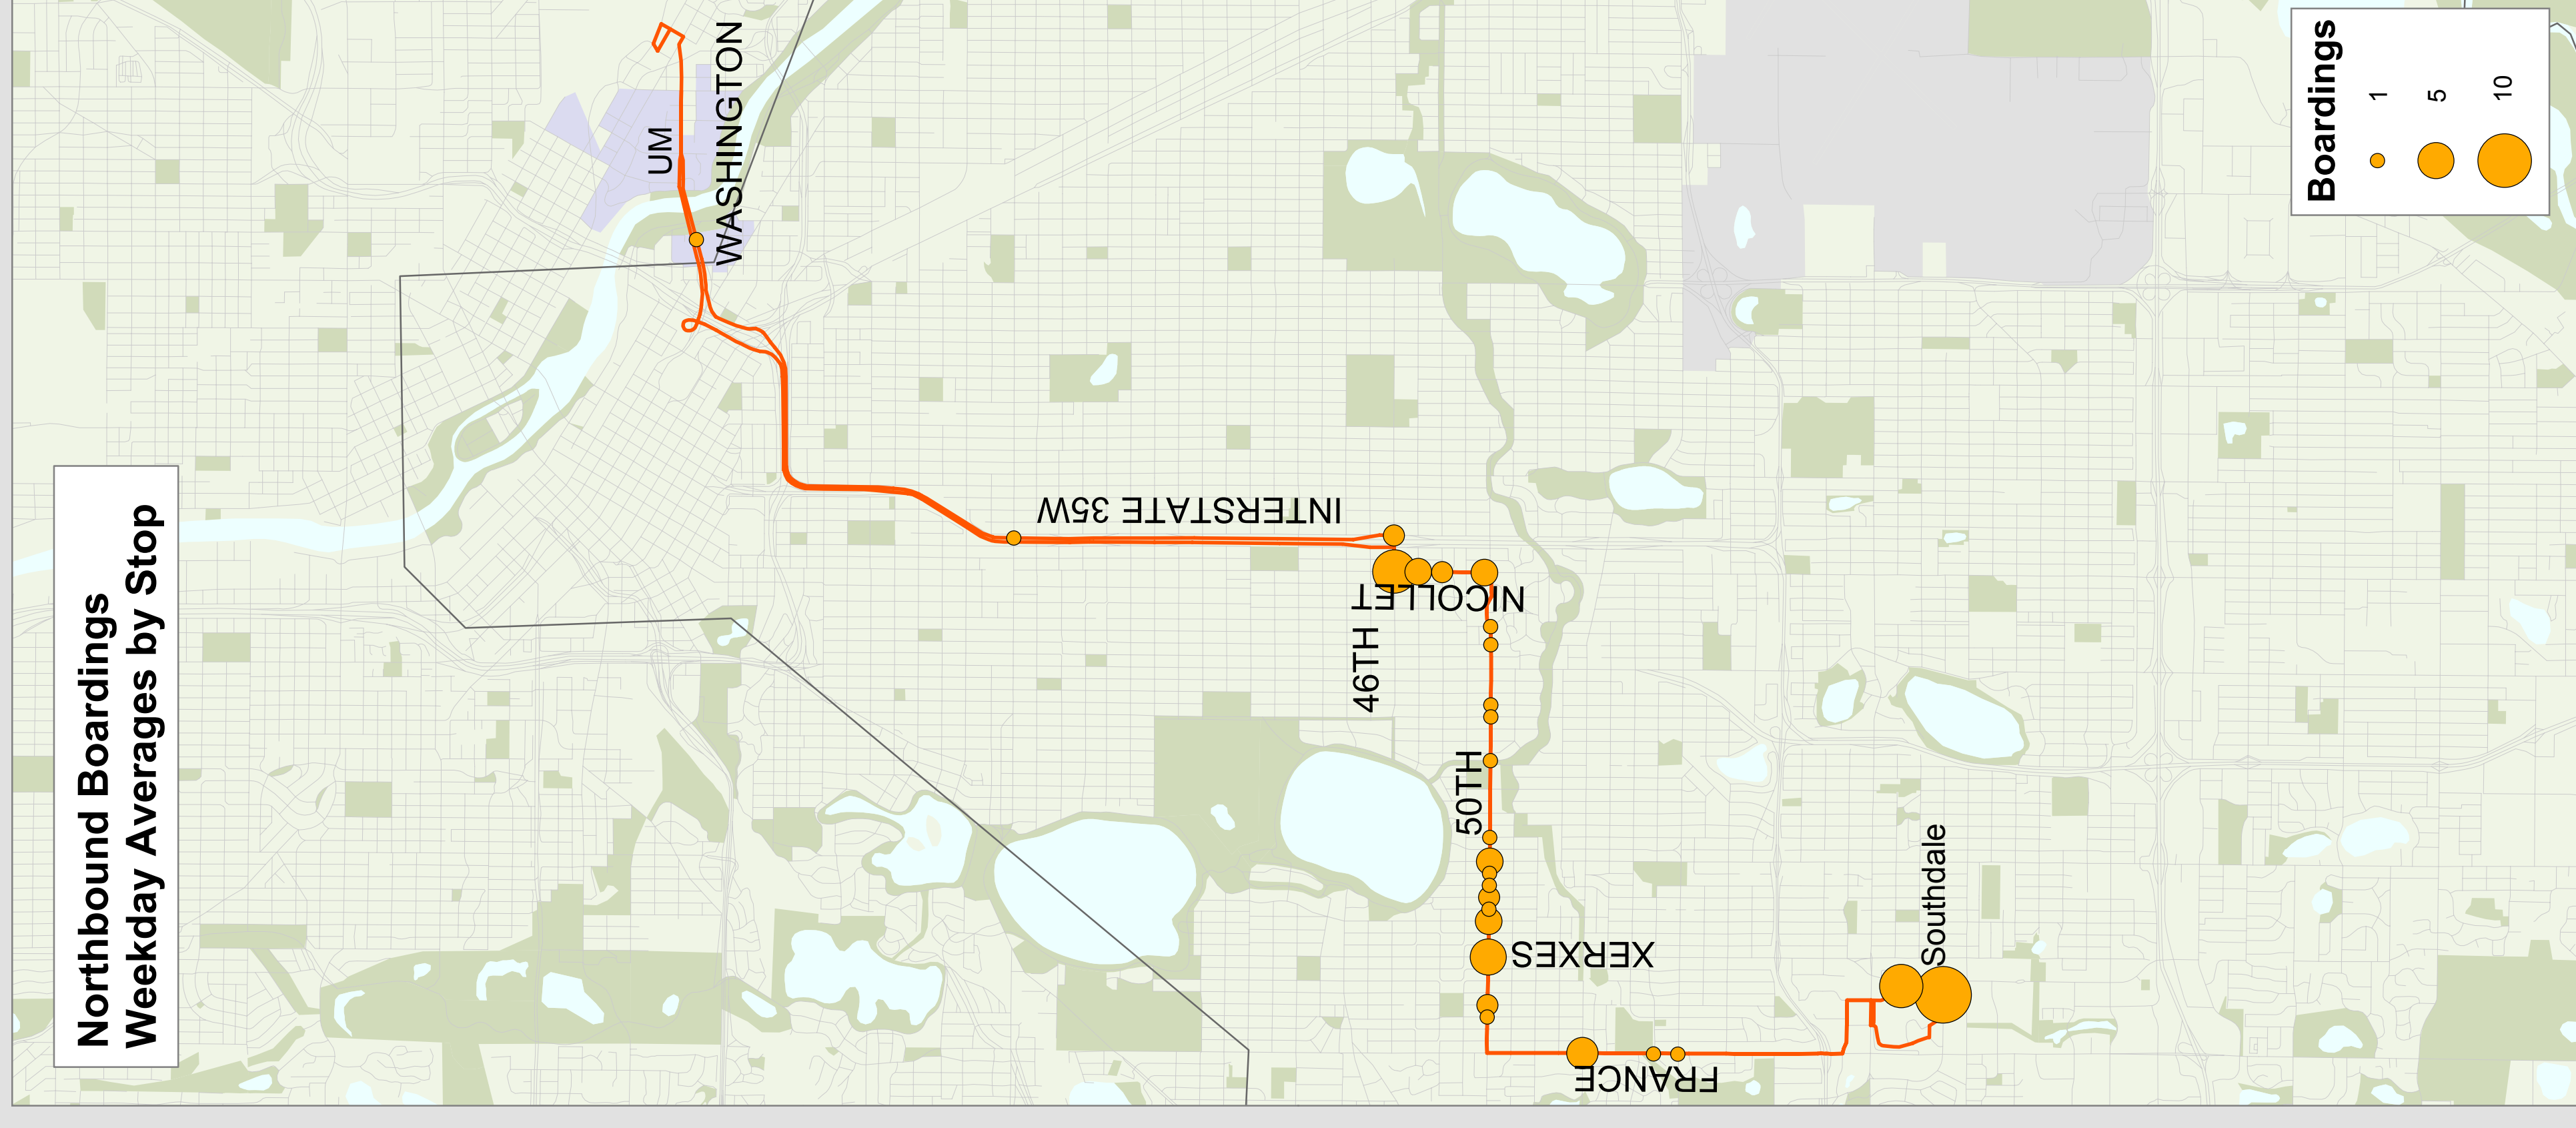 Northbound Boardings
Weekday Averages by Stop
UM
WASHINGTON
INTERSTATE 35W
NICOLLET
46TH
50TH
XERXES
FRANCE
Southdale
Boardings
1
5
10